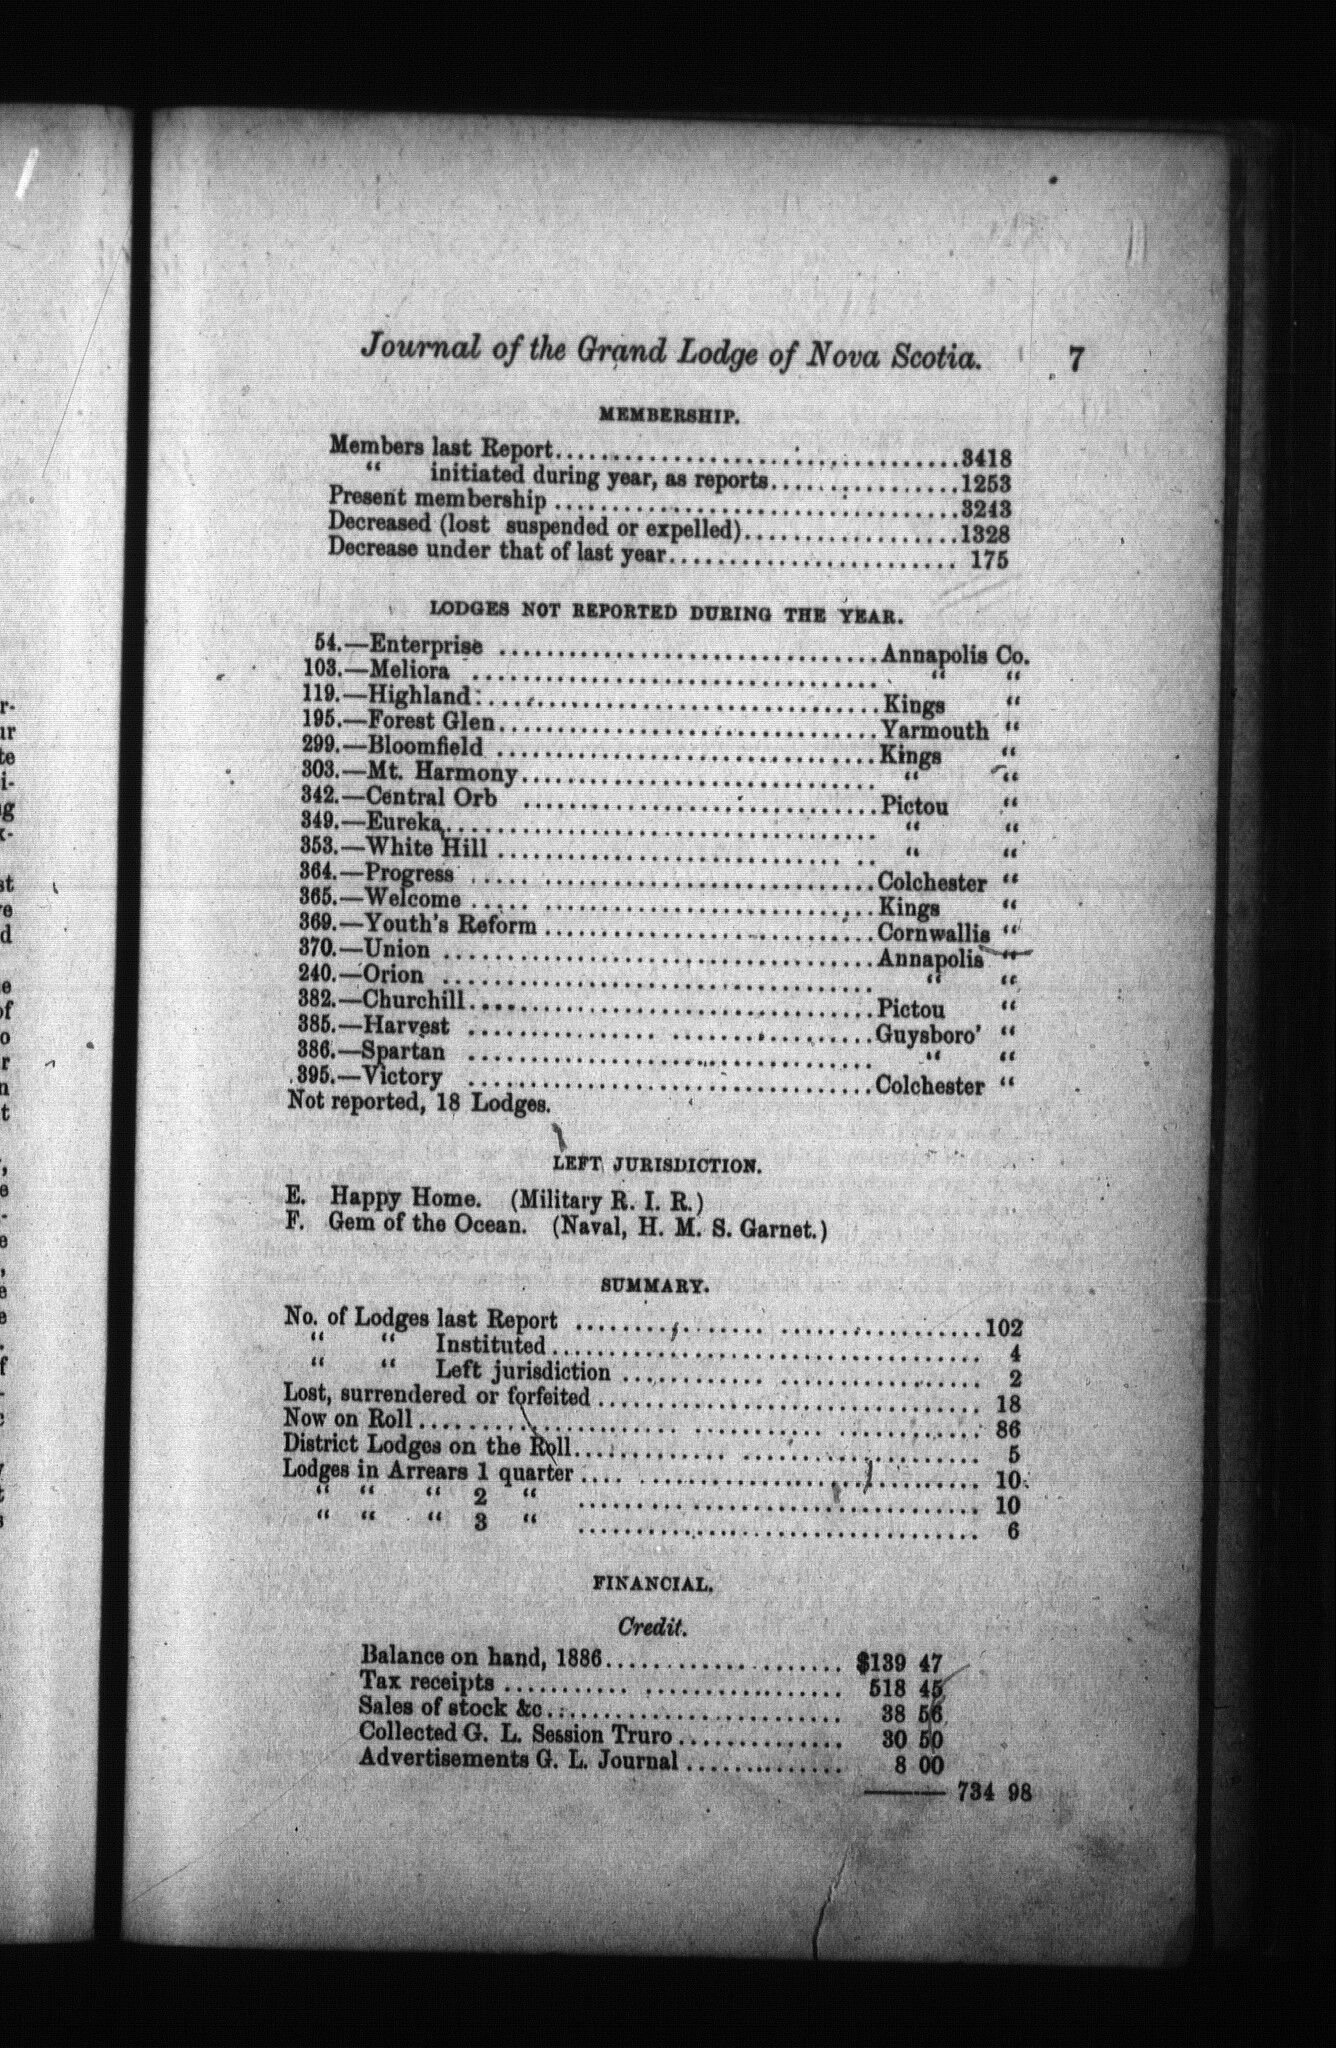 Journal of the Grand Lodge of Nova Scotia. 7
MEMBERSHIP.
Members last Report..................................3418
“ initiated during year, as reports................1253
Present membership..................................3243
Decreased (lost suspended or expelled)..................1328
Decrease under that of last year........................ 175
LODGES NOT REPORTED DURING THE YEAR.
54.—Enterprise ................................Annapolis Co.
103.—Meliora .................................. “ “
119.—Highland..................................Kings “
195.—Forest Glen................................Yarmouth “
299.—Bloomfield ................................Kings “
303.—Mt. Harmony.............................. “ “
342.—Central Orb ..............................Pictou “
349.—Eureka.................................... “ “
353.—White Hill ................................ “ “
364.—Progress ..................................Colchester “
365.—Welcome ..................................Kings “
369.—Youth's Reform ............................Cornwallis “
370.—Union ....................................Annapolis “
240.—Orion .................................... “ “
382.—Churchill..................................Pictou “
385.—Harvest ..................................Guysboro' “
386.—Spartan .................................. “ “
395.—Victory ..................................Colchester “
Not reported, 18 Lodges.
LEFT JURISDICTION.
E. Happy Home. (Military R. I. R.)
F. Gem of the Ocean. (Naval, H. M. S. Garnet.)
SUMMARY.
No. of Lodges last Report ..................................102
“ “ Instituted.................................... 4
“ “ Left jurisdiction .............................. 2
Lost, surrendered or forfeited ................................ 18
Now on Roll .............................................. 86
District Lodges on the Roll.................................. 5
Lodges in Arrears 1 quarter .................................. 10
“ “ “ 2 “ .................................. 10
“ “ “ 3 “ .................................. 6
FINANCIAL.
Credit.
Balance on hand, 1886.................... $139 47
Tax receipts ............................ 518 45
Sales of stock &c........................ 38 56
Collected G. L. Session Truro .............. 30 50
Advertisements G. L. Journal .............. 8 00
——— 734 98